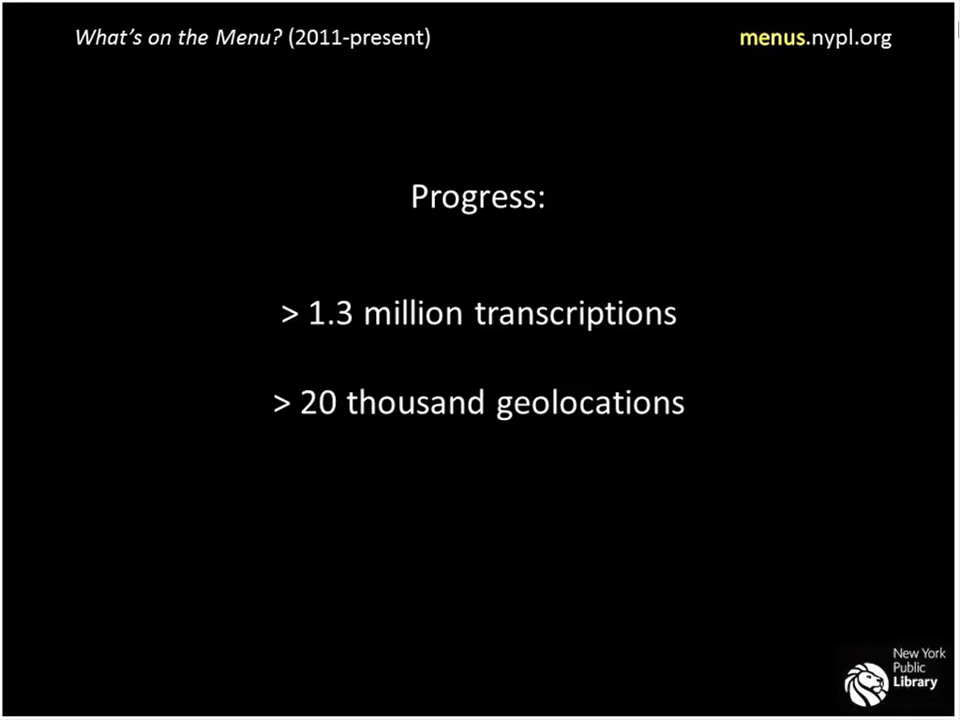 What's on the Menu? (2011-present)
menus.nypl.org
Progress:
> 1.3 million transcriptions
> 20 thousand geolocations
New York
Public
Library